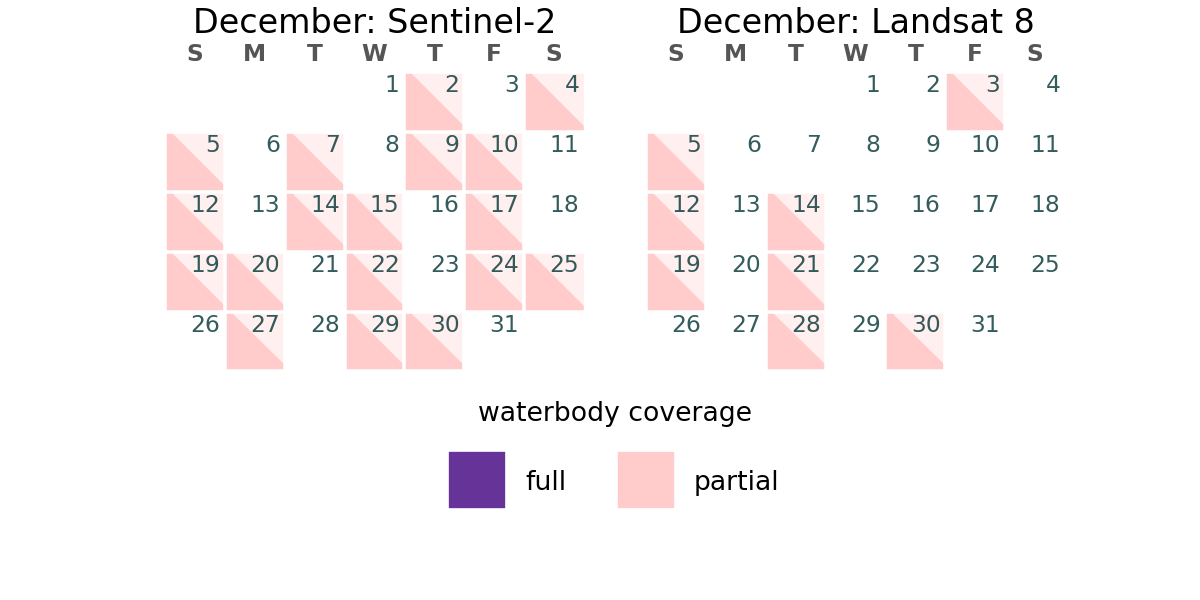 December: Sentinel-2
S M T W T F S
1 2 3 4
5 6 7 8 9 10 11
12 13 14 15 16 17 18
19 20 21 22 23 24 25
26 27 28 29 30 31
December: Landsat 8
S M T W T F S
1 2 3 4
5 6 7 8 9 10 11
12 13 14 15 16 17 18
19 20 21 22 23 24 25
26 27 28 29 30 31
waterbody coverage
full partial